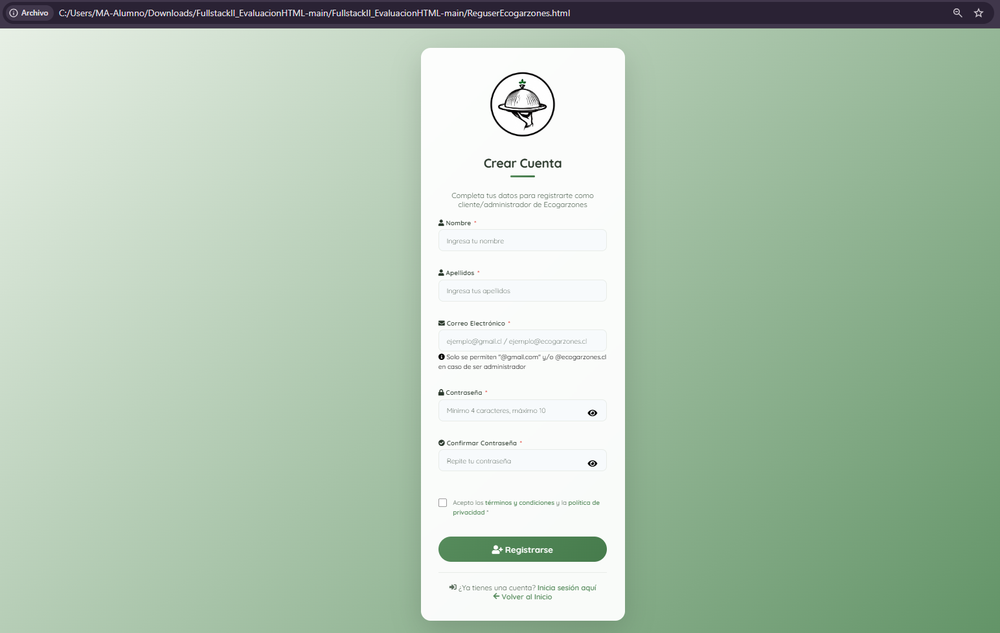 Archivo C:/Users/MA-Alumno/Downloads/FullstackII_EvaluacionHTML-main/FullstackII_EvaluacionHTML-main/ReguserEcogarzones.html
Crear Cuenta
Completa tus datos para registrarte como
cliente/administrador de Ecogarzones
Nombre *
Ingresa tu nombre
Apellidos *
Ingresa tus apellidos
Correo Electrónico *
ejemplo@gmail.cl / ejemplo@ecogarzones.cl
Solo se permiten "@gmail.com" y/o @ecogarzones.cl
en caso de ser administrador
Contraseña *
Mínimo 4 caracteres, máximo 10
Confirmar Contraseña *
Repite tu contraseña
Acepto los términos y condiciones y la política de
privacidad *
Registrarse
¿Ya tienes una cuenta? Inicia sesión aquí
Volver al Inicio